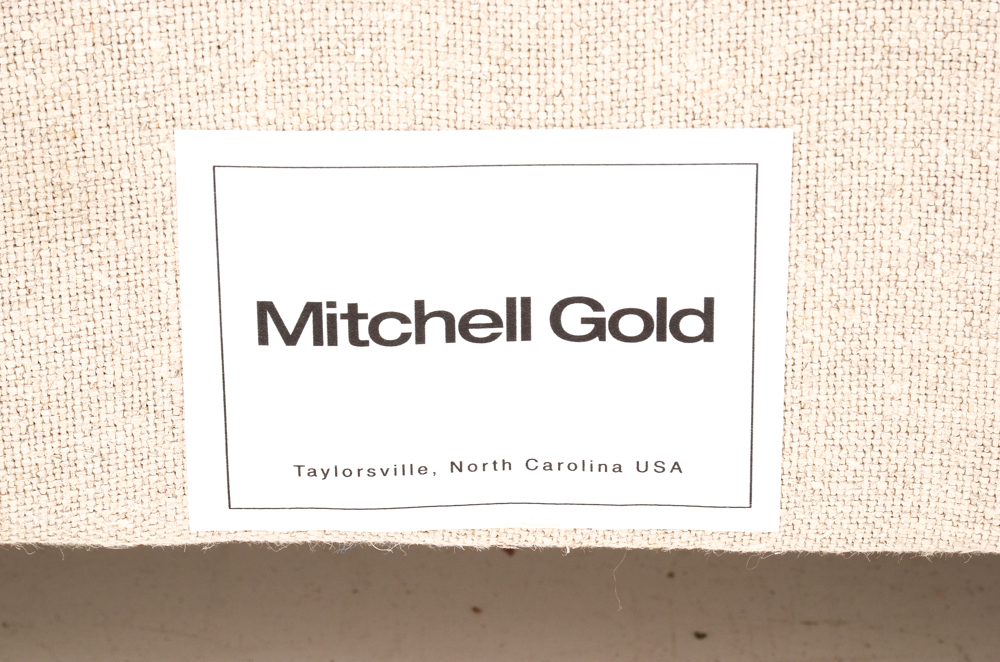 Mitchell Gold
Taylorsville, North Carolina USA